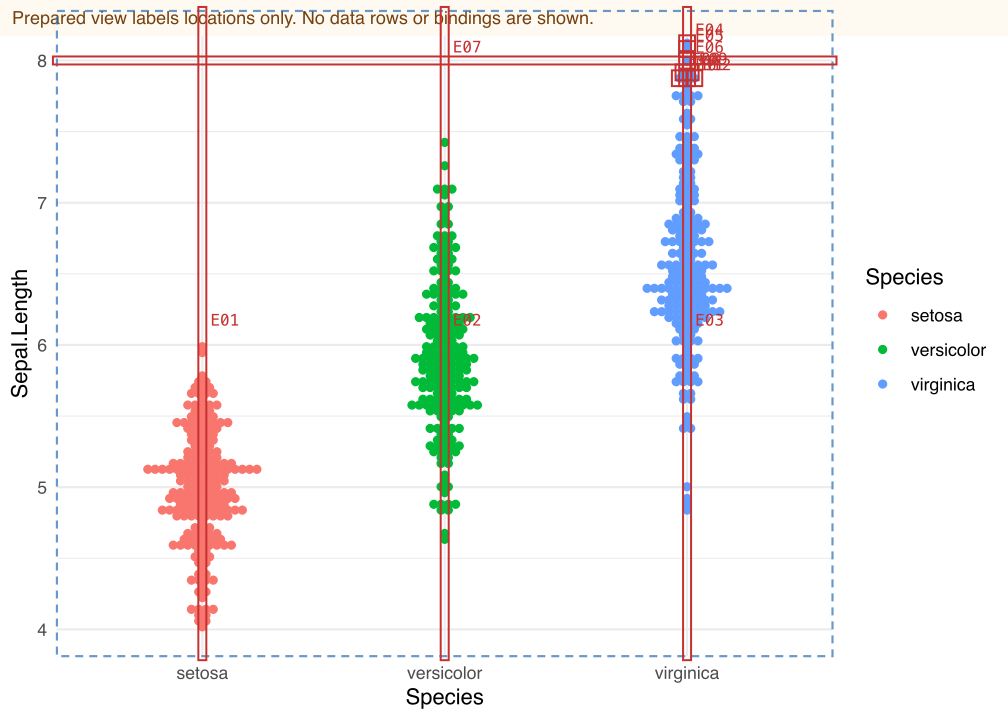 Prepared view labels locations only. No data rows or bindings are shown.
E04
E05
E06
E07
8
7
6
5
4
E01
E02
E03
Sepal.Length
setosa
versicolor
virginica
Species
Species
setosa
versicolor
virginica